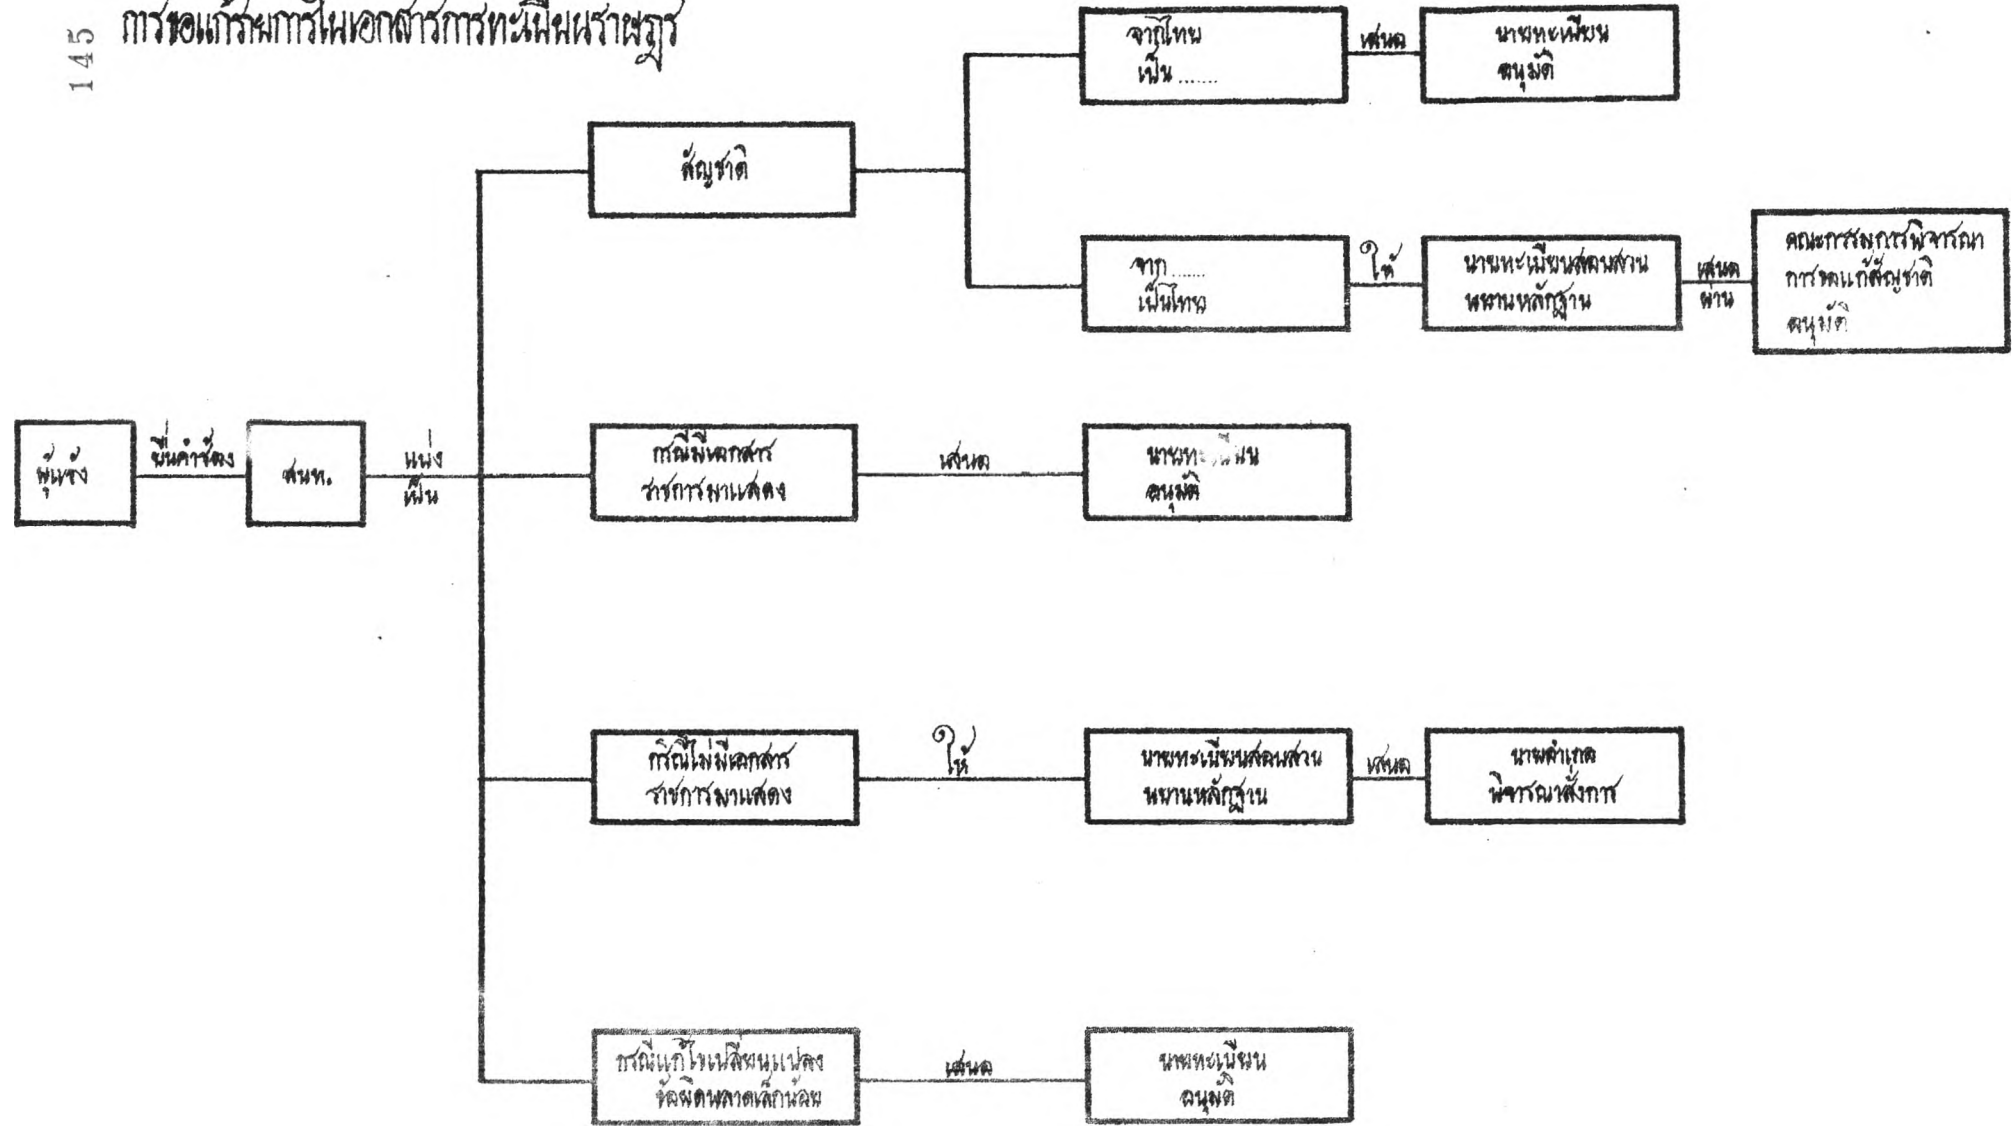 1145
การขอแก้รายการในเอกสารการทะเบียนราษฎร
จากไทย
เป็น .......
เสนอ
นายทะเบียน
อนุมัติ
สัญชาติ
จาก .......
เป็นไทย
ให้
นายทะเบียนสอบสวน
พยานหลักฐาน
เสนอ
ผ่าน
คณะกรรมการพิจารณา
การขอแก้สัญชาติ
อนุมัติ
ผู้แจ้ง
ยื่นคำร้อง
สนท.
แบ่ง
เป็น
กรณีมีเอกสาร
ราชการมาแสดง
เสนอ
นายทะเบียน
อนุมัติ
กรณีไม่มีเอกสาร
ราชการมาแสดง
ให้
นายทะเบียนสอบสวน
พยานหลักฐาน
เสนอ
นายอำเภอ
พิจารณาสั่งการ
กรณีแก้ไขเปลี่ยนแปลง
ข้อผิดพลาดเล็กน้อย
เสนอ
นายทะเบียน
อนุมัติ